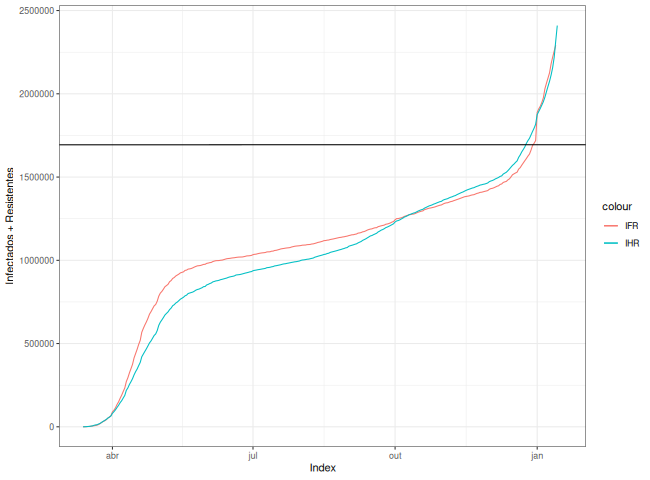 2500000
2000000
1500000
1000000
500000
0
Infectados + Resistentes
abr
jul
out
jan
Index
colour
IFR
IHR